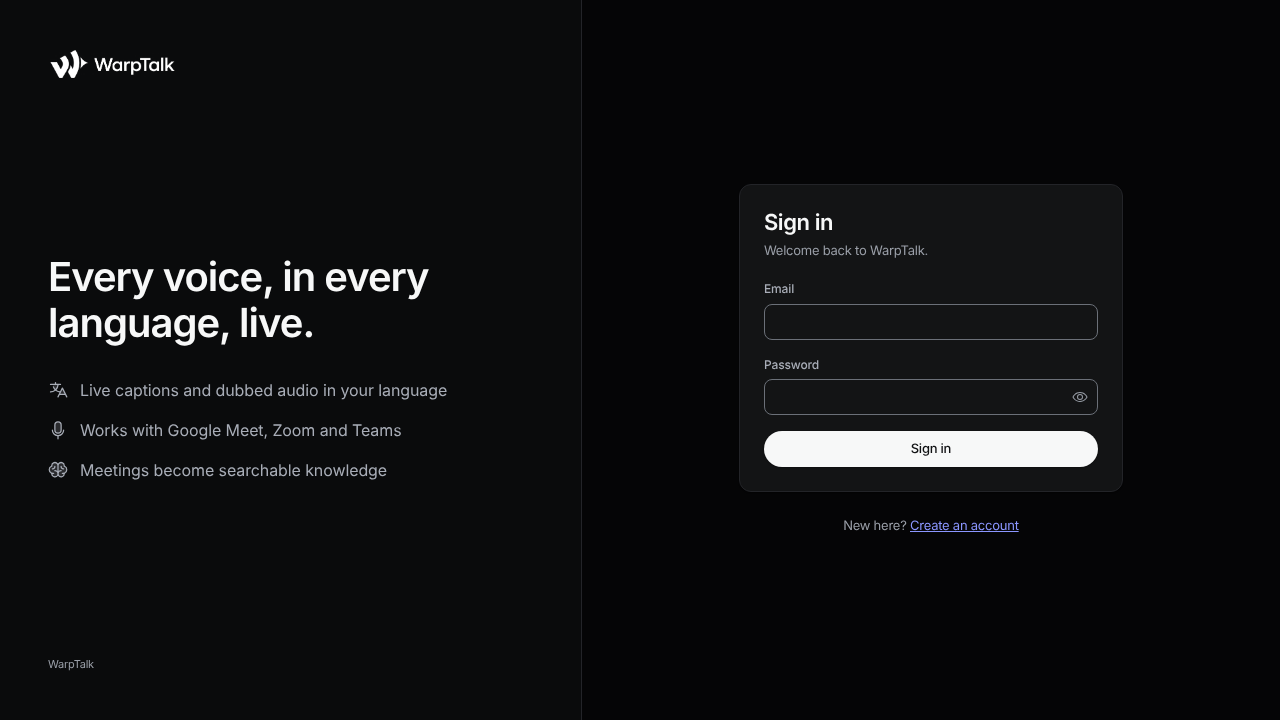 WarpTalk
Every voice, in every
language, live.
Live captions and dubbed audio in your language
Works with Google Meet, Zoom and Teams
Meetings become searchable knowledge
WarpTalk
Sign in
Welcome back to WarpTalk.
Email
Password
Sign in
New here? Create an account